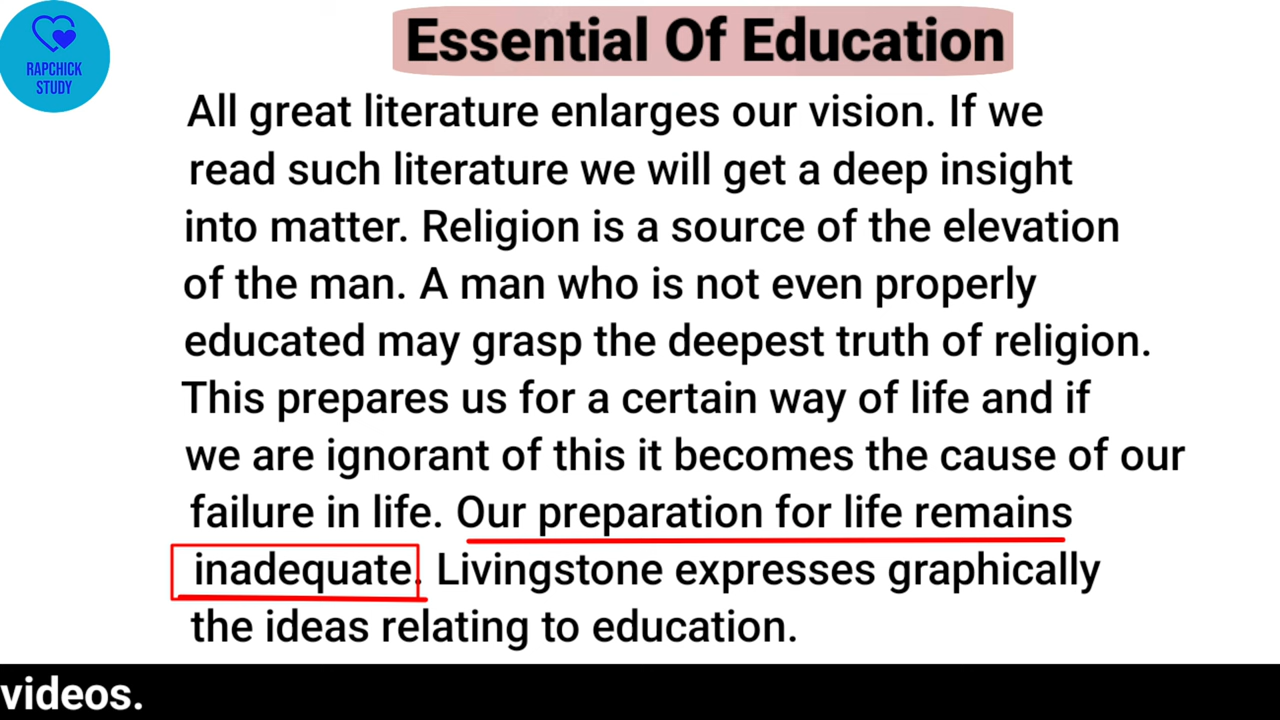 Essential Of Education
RAPCHICK
STUDY
All great literature enlarges our vision. If we
read such literature we will get a deep insight
into matter. Religion is a source of the elevation
of the man. A man who is not even properly
educated may grasp the deepest truth of religion.
This prepares us for a certain way of life and if
we are ignorant of this it becomes the cause of our
failure in life. Our preparation for life remains
inadequate. Livingstone expresses graphically
the ideas relating to education.
videos.